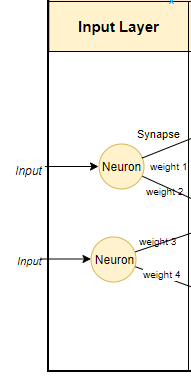 Input Layer
Synapse
Input
Neuron
weight 1
weight 2
Input
Neuron
weight 3
weight 4